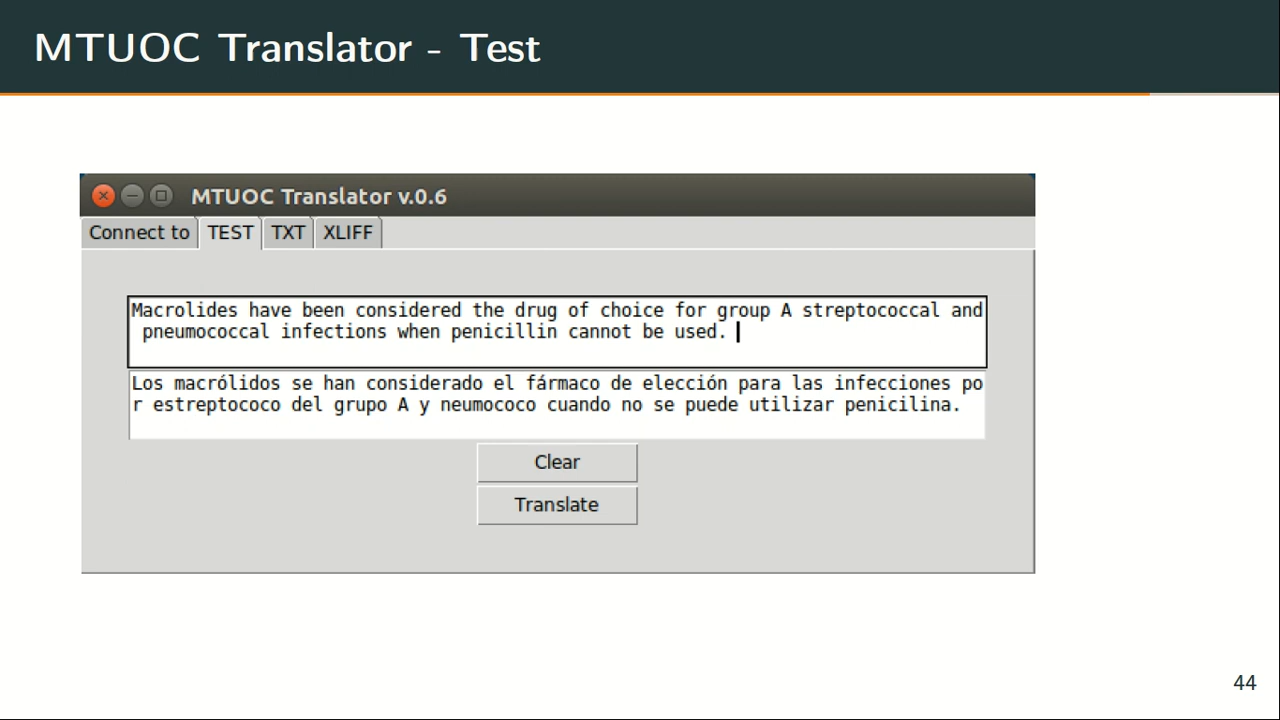 MTUOC Translator - Test
MTUOC Translator v.0.6
Connect to TEST TXT XLIFF
Macrolides have been considered the drug of choice for group A streptococcal and
pneumococcal infections when penicillin cannot be used.
Los macrólidos se han considerado el fármaco de elección para las infecciones po
r estreptococo del grupo A y neumococo cuando no se puede utilizar penicilina.
Clear
Translate
44